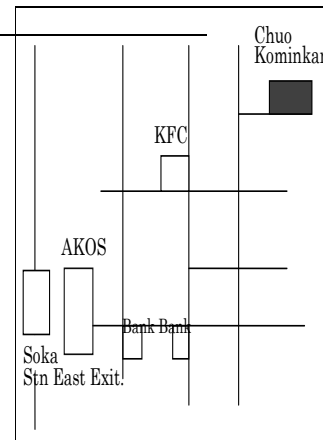 Chuo
Kominkan
KFC
AKOS
Bank Bank
Soka
Stn East Exit.